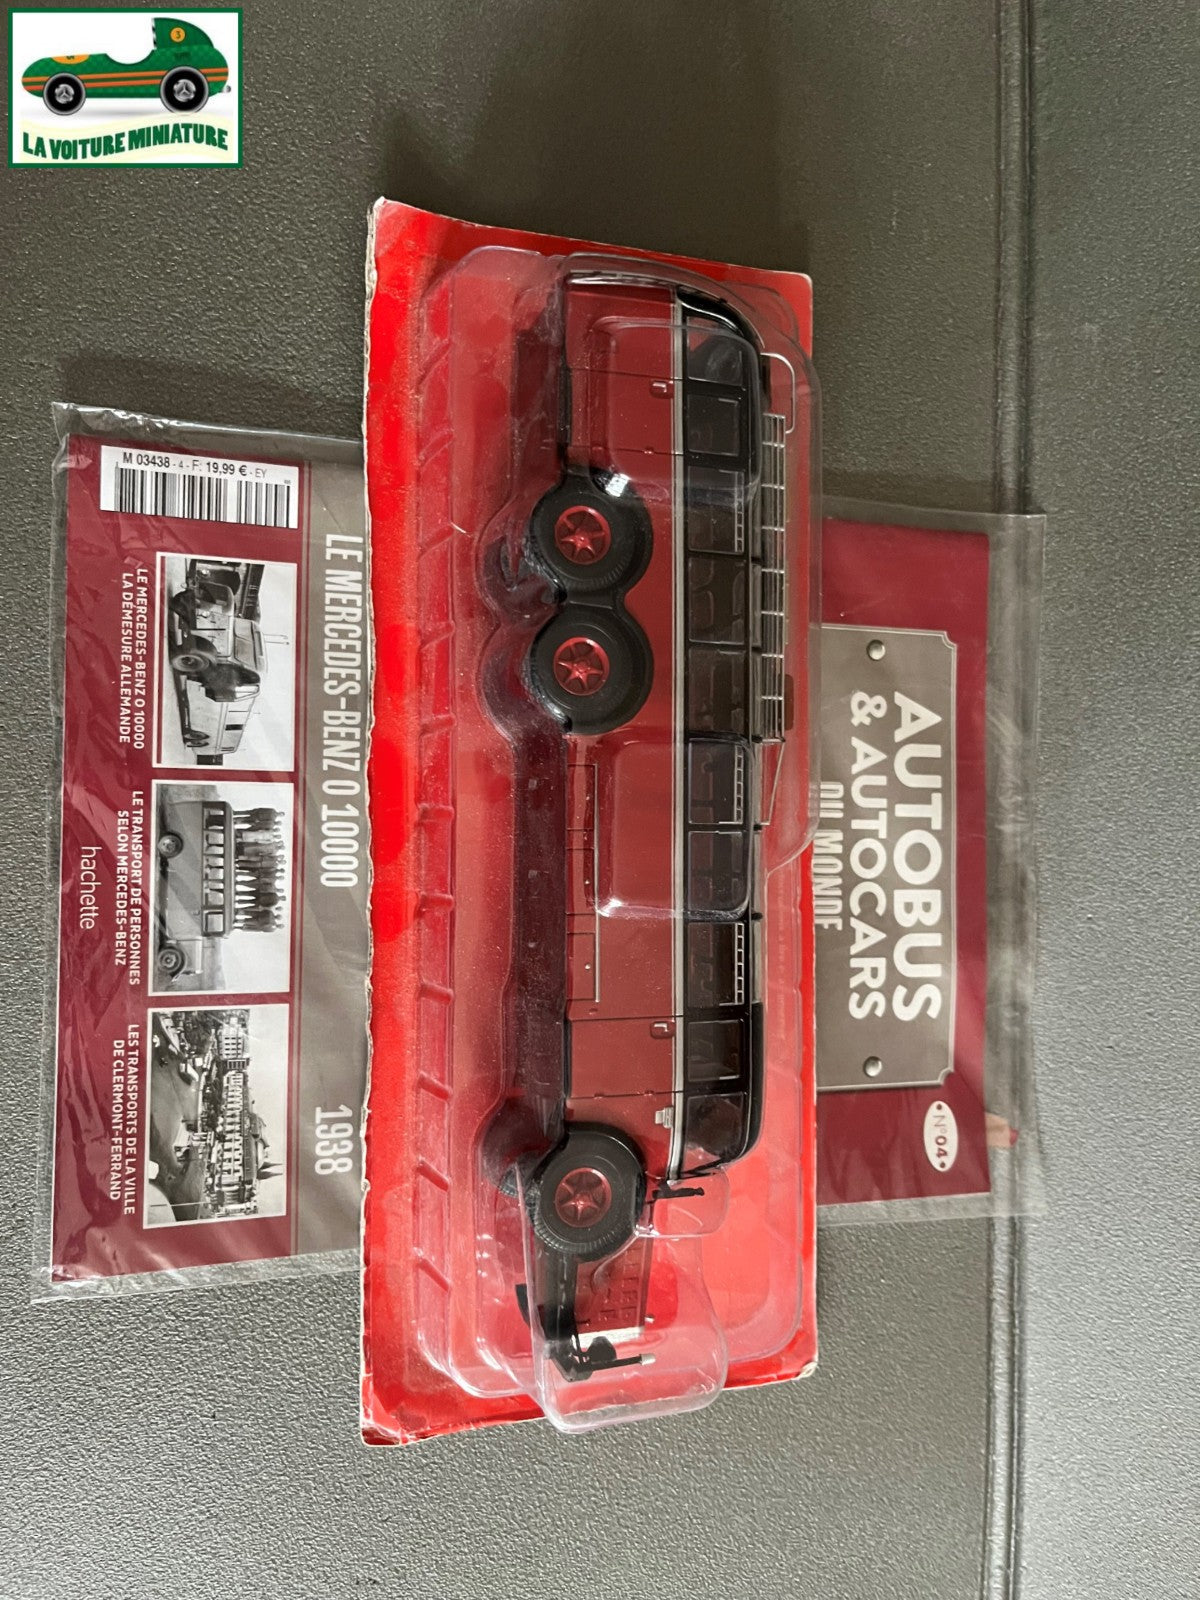 LA VOITURE MINIATURE
3
5
AUTOBUS
& AUTOCARS
DU MONDE
N°04
LE MERCEDES-BENZ O 10000
1938
M 03438 - 4 - F: 19,99 € - EY
LE MERCEDES-BENZ O 10000
LA DÉMESURE ALLEMANDE
LE TRANSPORT DE PERSONNES
SELON MERCEDES-BENZ
LES TRANSPORTS DE LA VILLE
DE CLERMONT-FERRAND
hachette